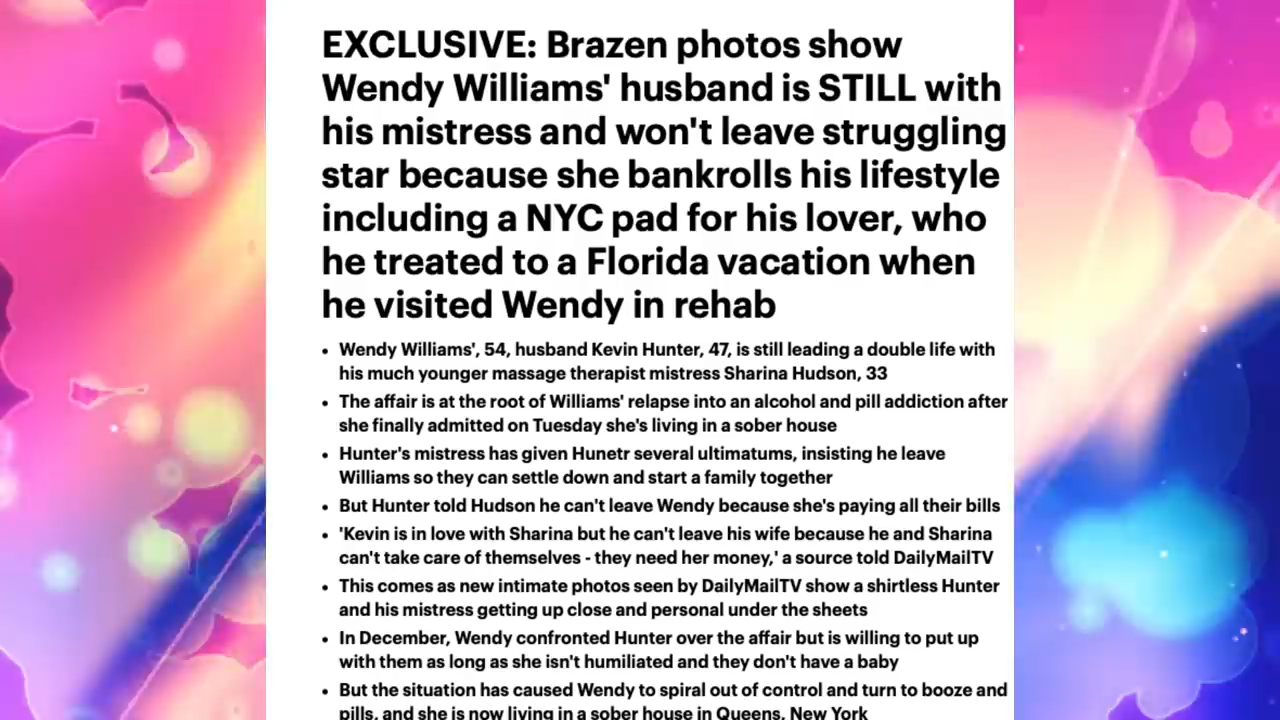 EXCLUSIVE: Brazen photos show
Wendy Williams' husband is STILL with
his mistress and won't leave struggling
star because she bankrolls his lifestyle
including a NYC pad for his lover, who
he treated to a Florida vacation when
he visited Wendy in rehab
• Wendy Williams', 54, husband Kevin Hunter, 47, is still leading a double life with
his much younger massage therapist mistress Sharina Hudson, 33
• The affair is at the root of Williams' relapse into an alcohol and pill addiction after
she finally admitted on Tuesday she's living in a sober house
• Hunter's mistress has given Hunetr several ultimatums, insisting he leave
Williams so they can settle down and start a family together
• But Hunter told Hudson he can't leave Wendy because she's paying all their bills
• 'Kevin is in love with Sharina but he can't leave his wife because he and Sharina
can't take care of themselves - they need her money,' a source told DailyMailTV
• This comes as new intimate photos seen by DailyMailTV show a shirtless Hunter
and his mistress getting up close and personal under the sheets
• In December, Wendy confronted Hunter over the affair but is willing to put up
with them as long as she isn't humiliated and they don't have a baby
• But the situation has caused Wendy to spiral out of control and turn to booze and
pills, and she is now living in a sober house in Queens, New York